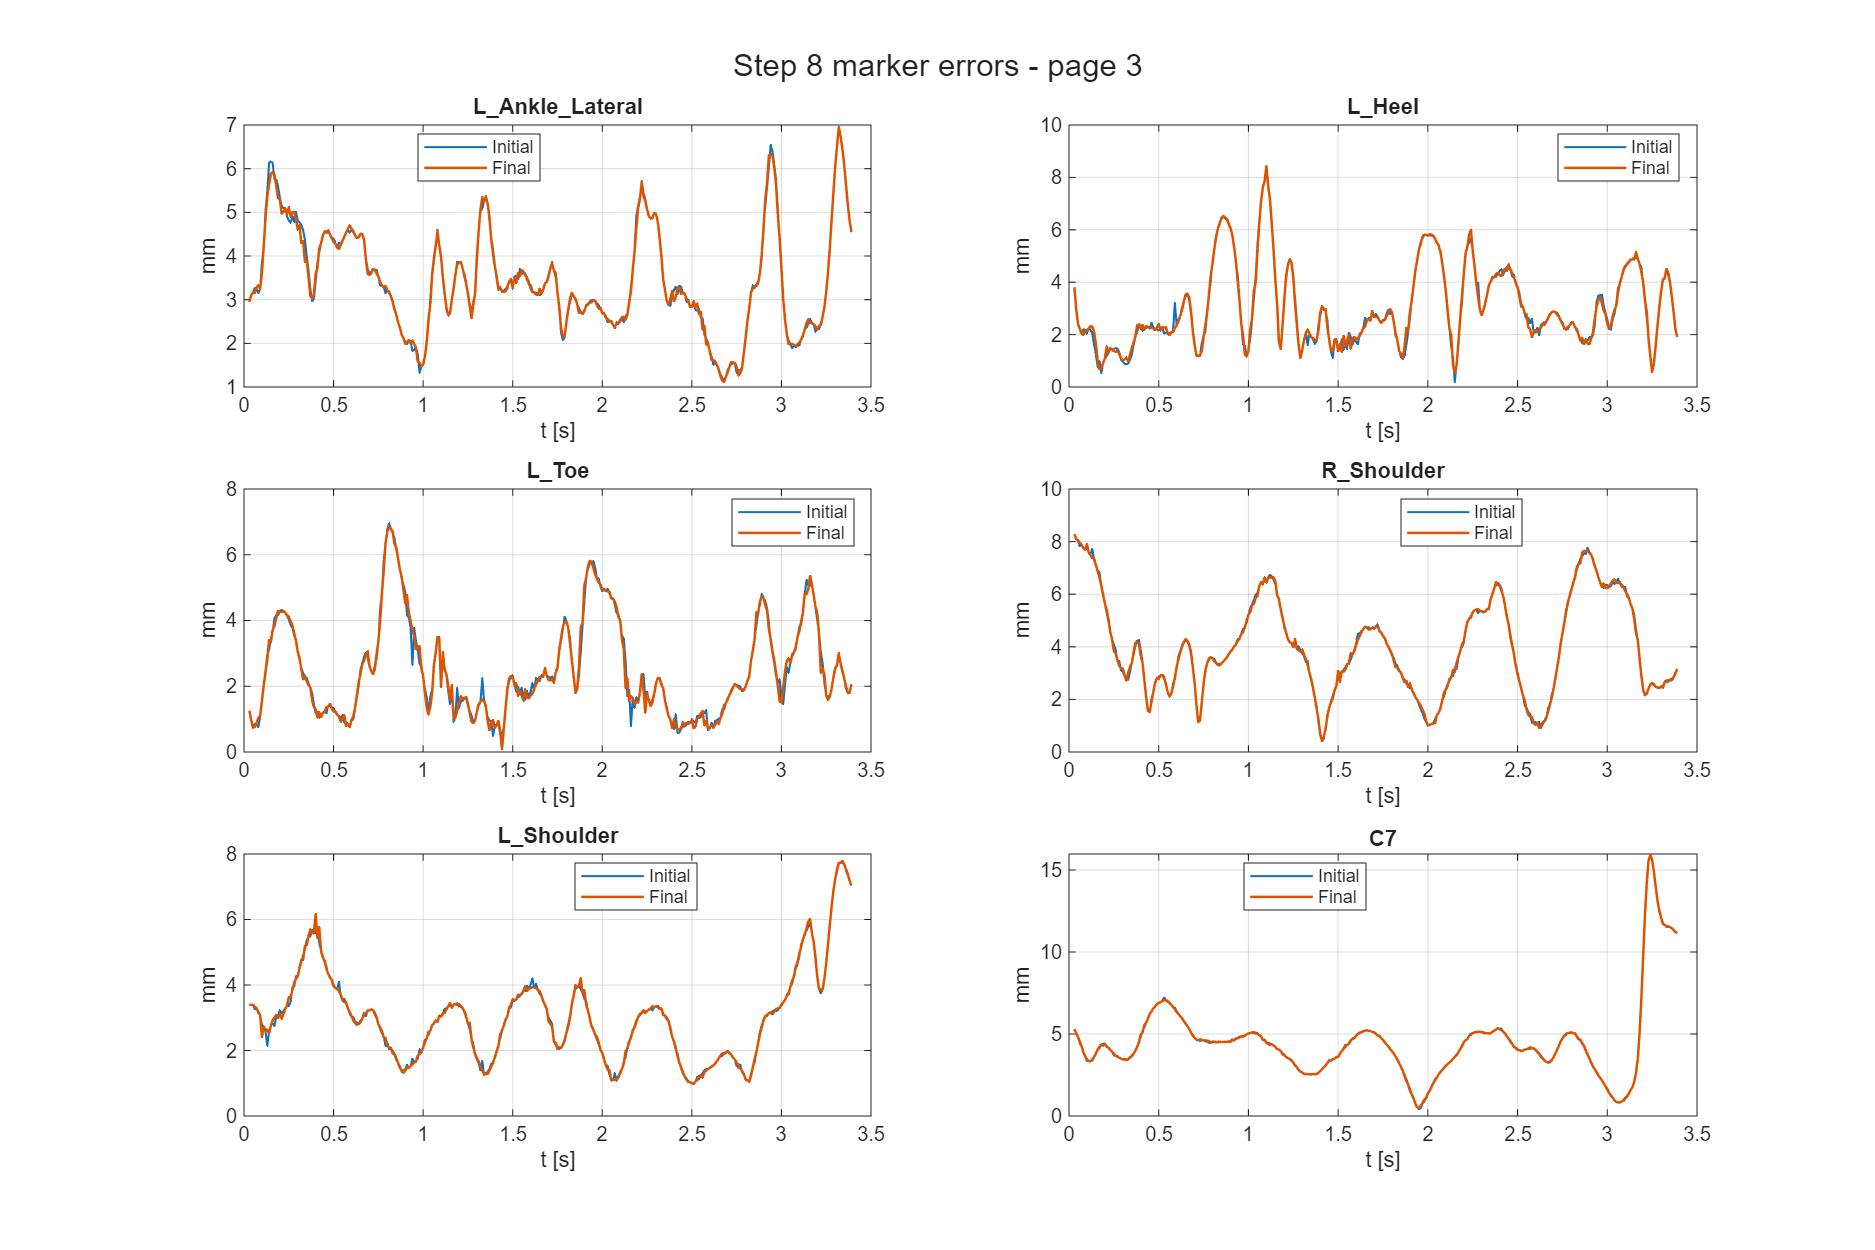 Step 8 marker errors - page 3
L_Ankle_Lateral
7
6
5
4
3
2
1
mm
Initial
Final
0 0.5 1 1.5 2 2.5 3 3.5
t [s]
L_Heel
10
8
6
4
2
0
mm
Initial
Final
0 0.5 1 1.5 2 2.5 3 3.5
t [s]
L_Toe
8
6
4
2
0
mm
Initial
Final
0 0.5 1 1.5 2 2.5 3 3.5
t [s]
R_Shoulder
10
8
6
4
2
0
mm
Initial
Final
0 0.5 1 1.5 2 2.5 3 3.5
t [s]
L_Shoulder
8
6
4
2
0
mm
Initial
Final
0 0.5 1 1.5 2 2.5 3 3.5
t [s]
C7
15
10
5
0
mm
Initial
Final
0 0.5 1 1.5 2 2.5 3 3.5
t [s]